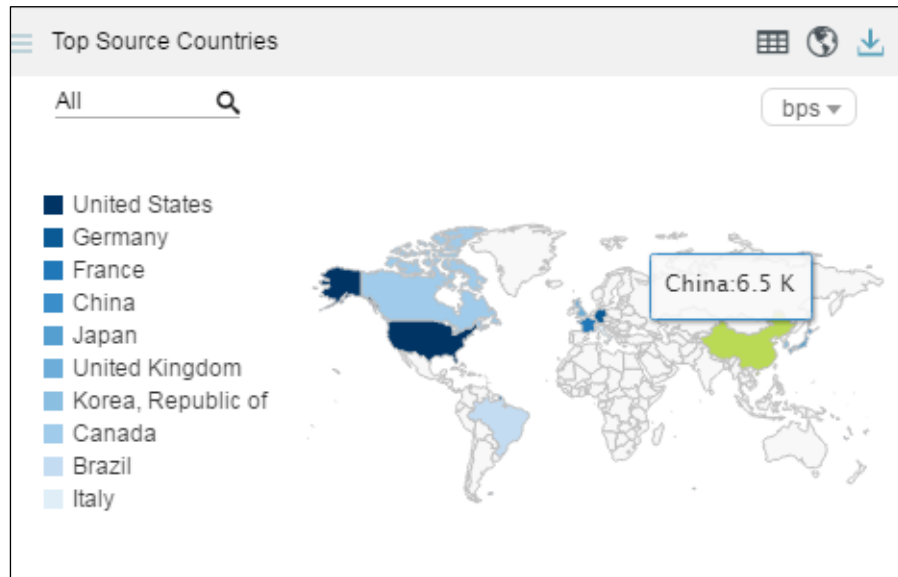 Top Source Countries
All
bps
United States
Germany
France
China
Japan
United Kingdom
Korea, Republic of
Canada
Brazil
Italy
China:6.5 K